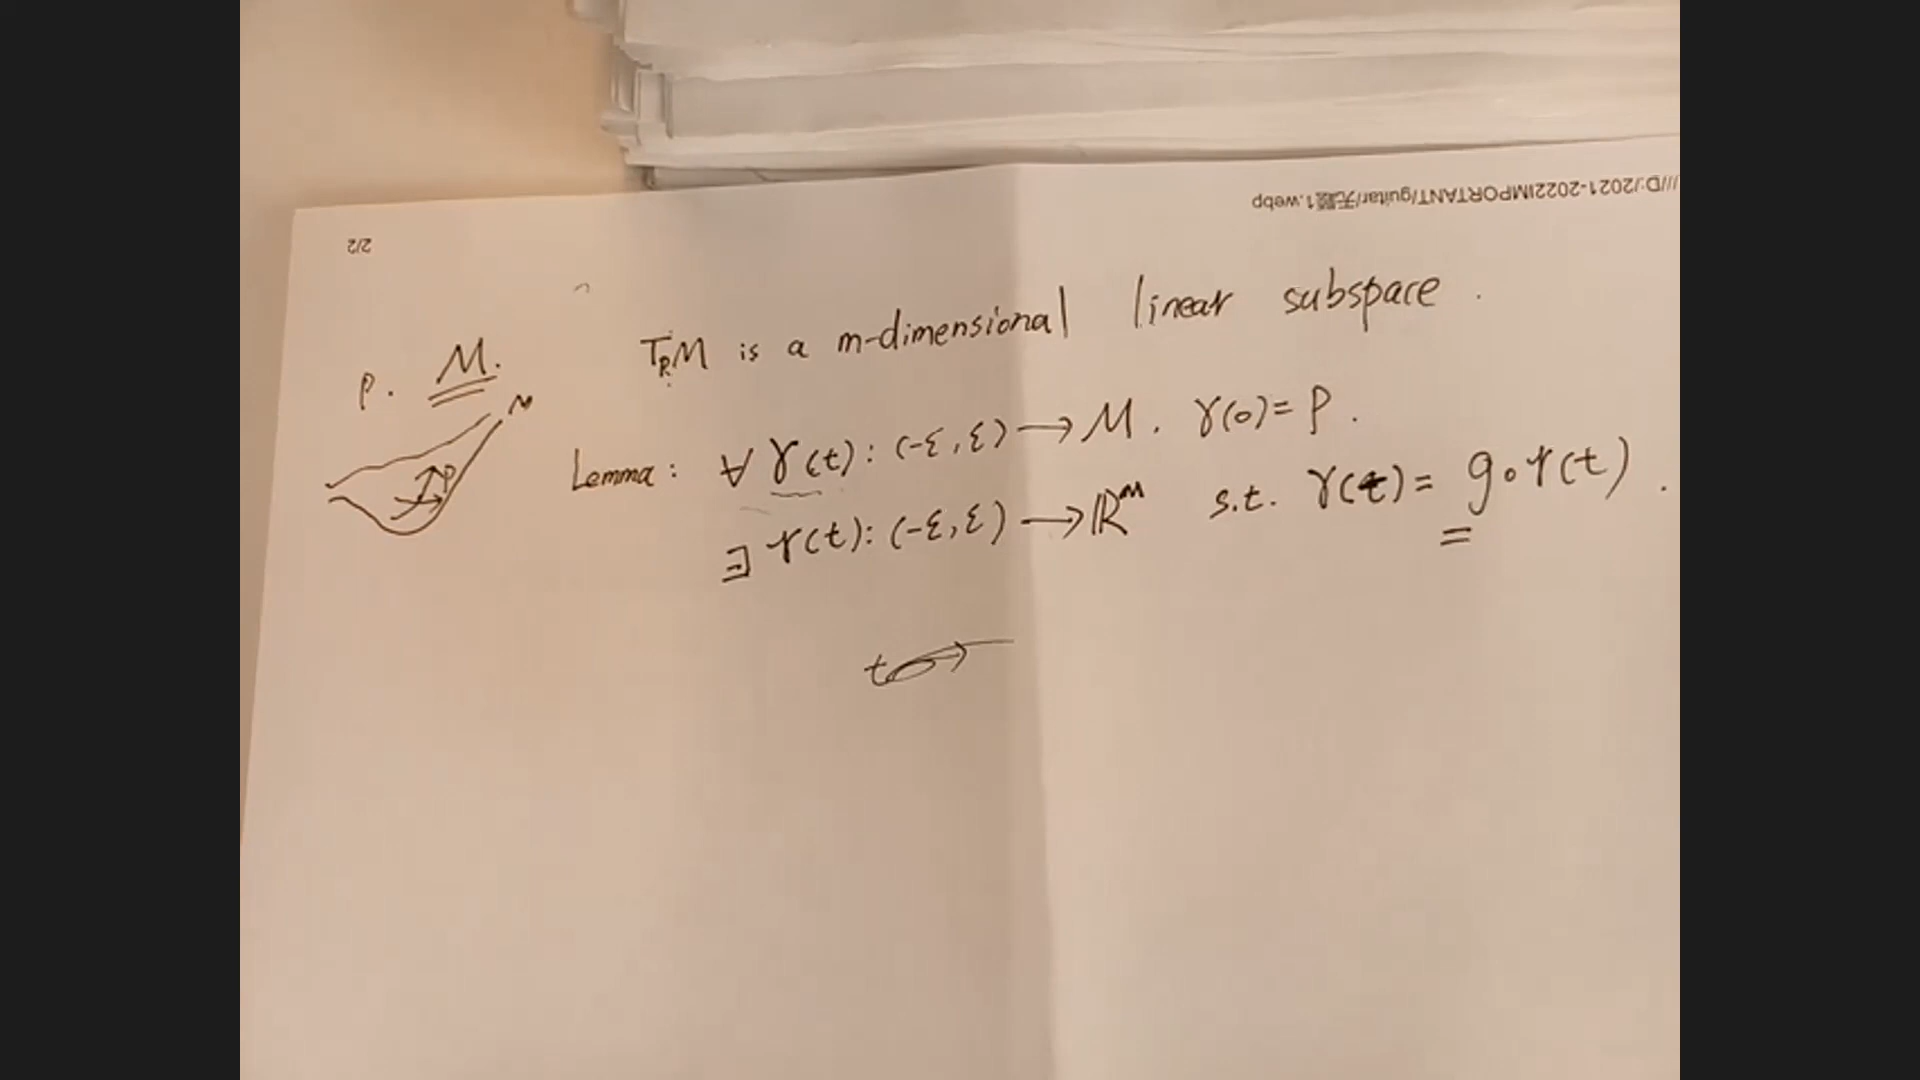 ///D:/2021-2022IMPORTANT/guitar/无题1.webp
2/2
TₚM is a m-dimensional linear subspace.
p. M.
M
p
Lemma: ∀ γ(t): (-ε, ε) → M. γ(0) = p.
∃ r(t): (-ε, ε) → ℝᵐ s.t. γ(t) = g∘r(t).
t